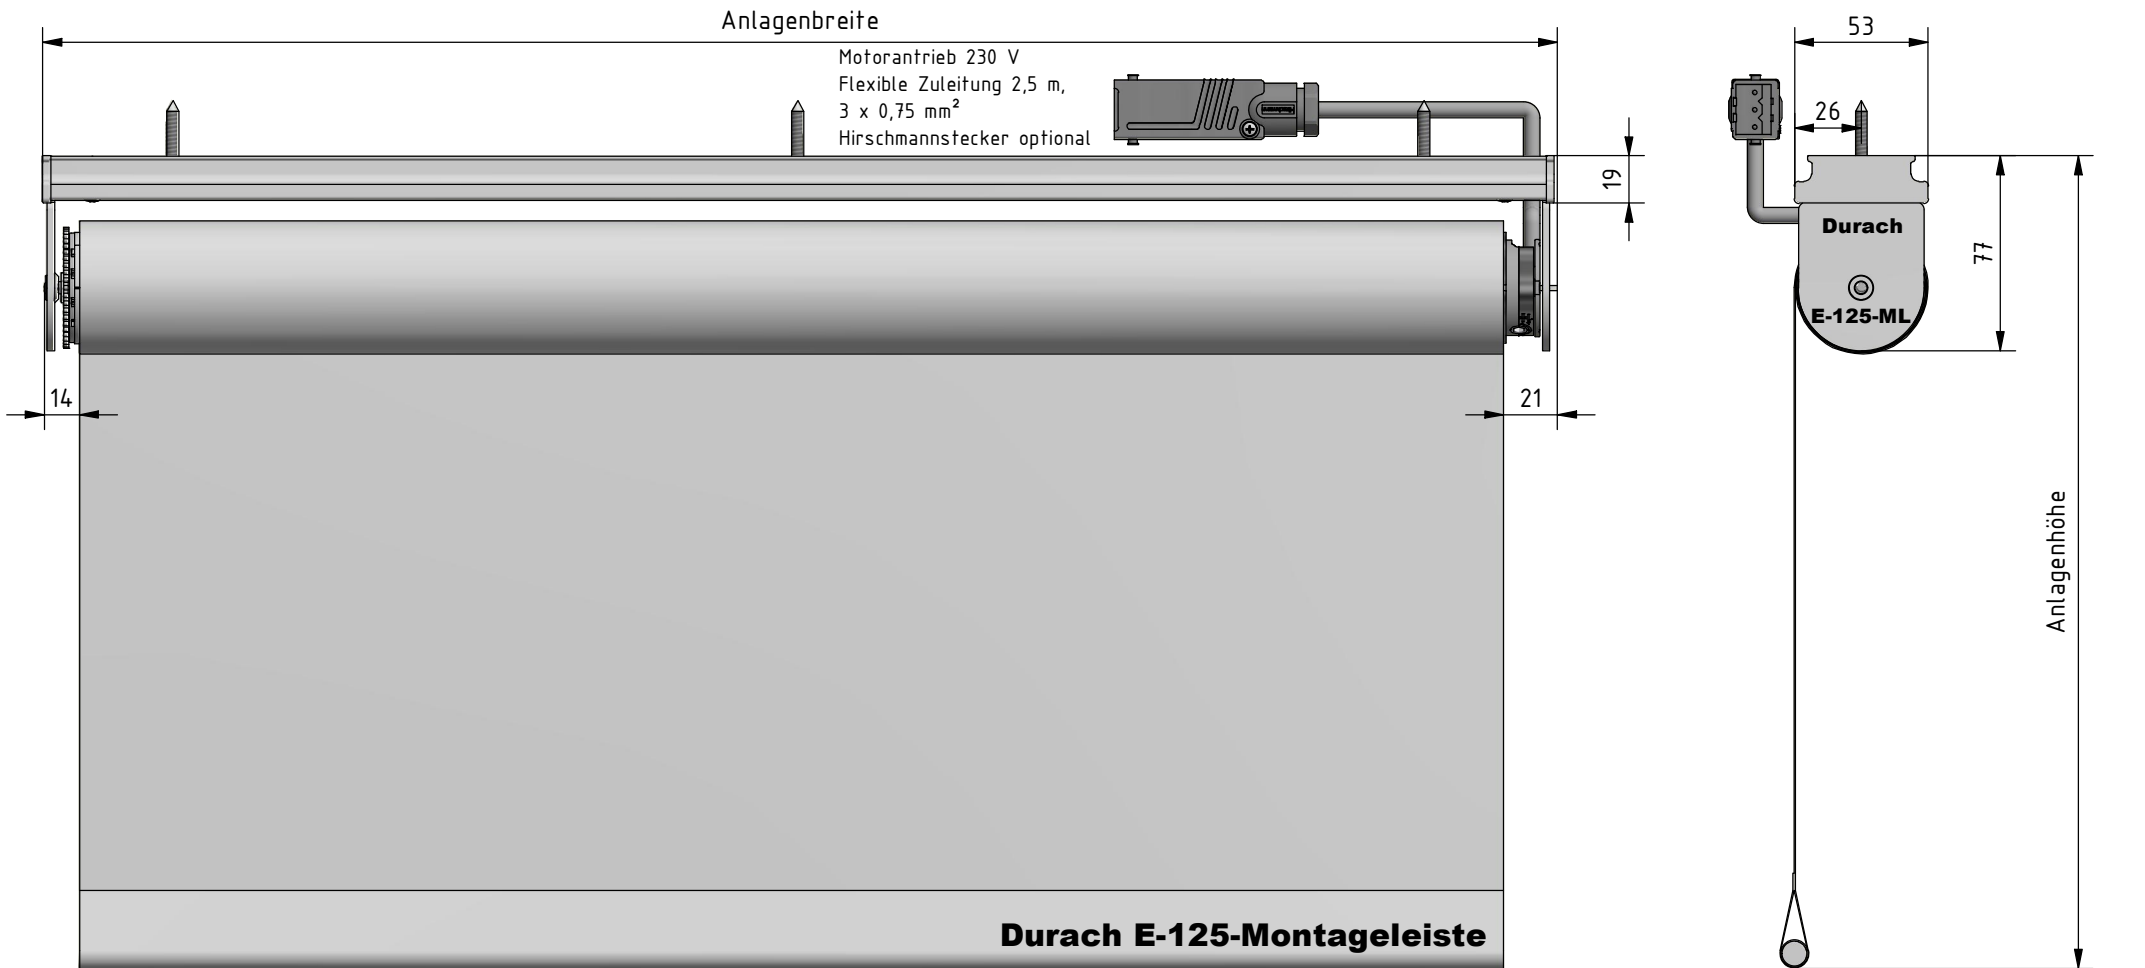 Anlagenbreite
Motorantrieb 230 V
Flexible Zuleitung 2,5 m,
3 x 0,75 mm²
Hirschmannstecker optional
53
26
19
77
Durach
E-125-ML
14
21
Anlagenhöhe
Durach E-125-Montageleiste